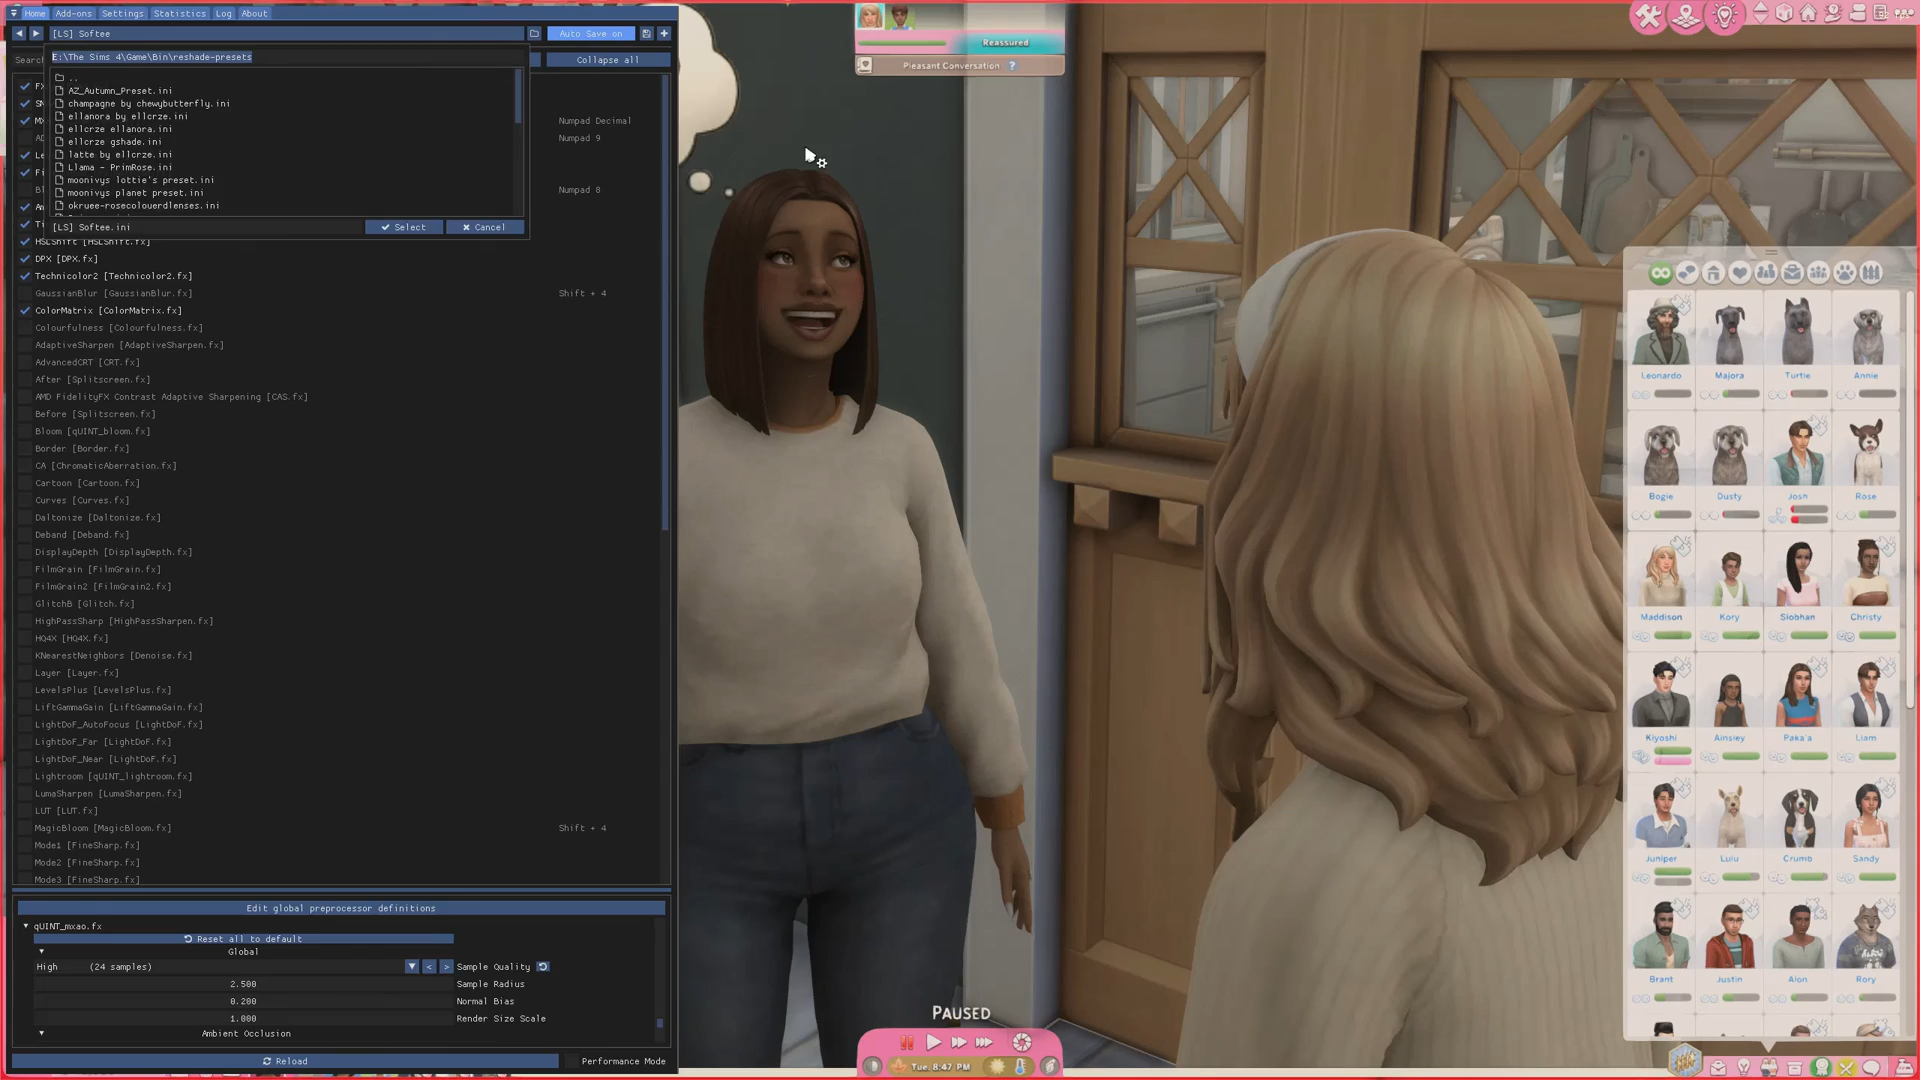 Home Add-ons Settings Statistics Log About
[LS] Softee
Auto Save on
E:\The Sims 4\Game\Bin\reshade-presets
Collapse all
..
AZ_Autumn_Preset.ini
champagne by chewybutterfly.ini
ellanora by ellcrze.ini
ellcrze ellanora.ini
ellcrze gshade.ini
latte by ellcrze.ini
Llama - PrimRose.ini
moonivys lottie's preset.ini
moonivys planet preset.ini
okruee-rosecolouerdlenses.ini
[LS] Softee.ini
Select
Cancel
Numpad Decimal
Numpad 9
Numpad 8
HSLShift [HSLShift.fx]
DPX [DPX.fx]
Technicolor2 [Technicolor2.fx]
GaussianBlur [GaussianBlur.fx] Shift + 4
ColorMatrix [ColorMatrix.fx]
Colourfulness [Colourfulness.fx]
AdaptiveSharpen [AdaptiveSharpen.fx]
AdvancedCRT [CRT.fx]
After [Splitscreen.fx]
AMD FidelityFX Contrast Adaptive Sharpening [CAS.fx]
Before [Splitscreen.fx]
Bloom [qUINT_bloom.fx]
Border [Border.fx]
CA [ChromaticAberration.fx]
Cartoon [Cartoon.fx]
Curves [Curves.fx]
Daltonize [Daltonize.fx]
Deband [Deband.fx]
DisplayDepth [DisplayDepth.fx]
FilmGrain [FilmGrain.fx]
FilmGrain2 [FilmGrain2.fx]
GlitchB [Glitch.fx]
HighPassSharp [HighPassSharpen.fx]
HQ4X [HQ4X.fx]
KNearestNeighbors [Denoise.fx]
Layer [Layer.fx]
LevelsPlus [LevelsPlus.fx]
LiftGammaGain [LiftGammaGain.fx]
LightDoF_AutoFocus [LightDoF.fx]
LightDoF_Far [LightDoF.fx]
LightDoF_Near [LightDoF.fx]
Lightroom [qUINT_lightroom.fx]
LumaSharpen [LumaSharpen.fx]
LUT [LUT.fx]
MagicBloom [MagicBloom.fx] Shift + 4
Mode1 [FineSharp.fx]
Mode2 [FineSharp.fx]
Mode3 [FineSharp.fx]
Edit global preprocessor definitions
qUINT_mxao.fx
Reset all to default
Global
High (24 samples) < > Sample Quality
2.500 Sample Radius
0.200 Normal Bias
1.000 Render Size Scale
Ambient Occlusion
Reload
Performance Mode
Reassured
Pleasant Conversation ?
Leonardo Majora Turtie Annie
Bogie Dusty Josh Rose
Maddison Kory Siobhan Christy
Kiyoshi Ainsley Paka'a Liam
Juniper Lulu Crumb Sandy
Brant Justin Alon Rory
PAUSED
Tue. 8:47 PM